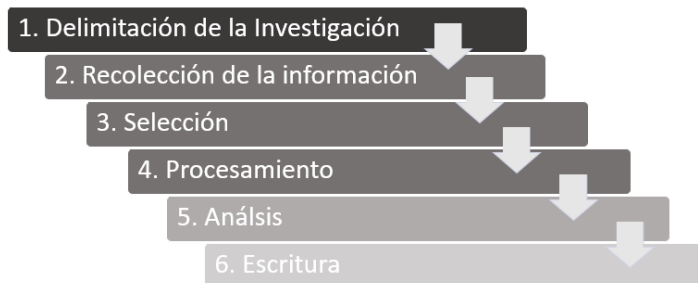 1. Delimitación de la Investigación
2. Recolección de la información
3. Selección
4. Procesamiento
5. Análsis
6. Escritura